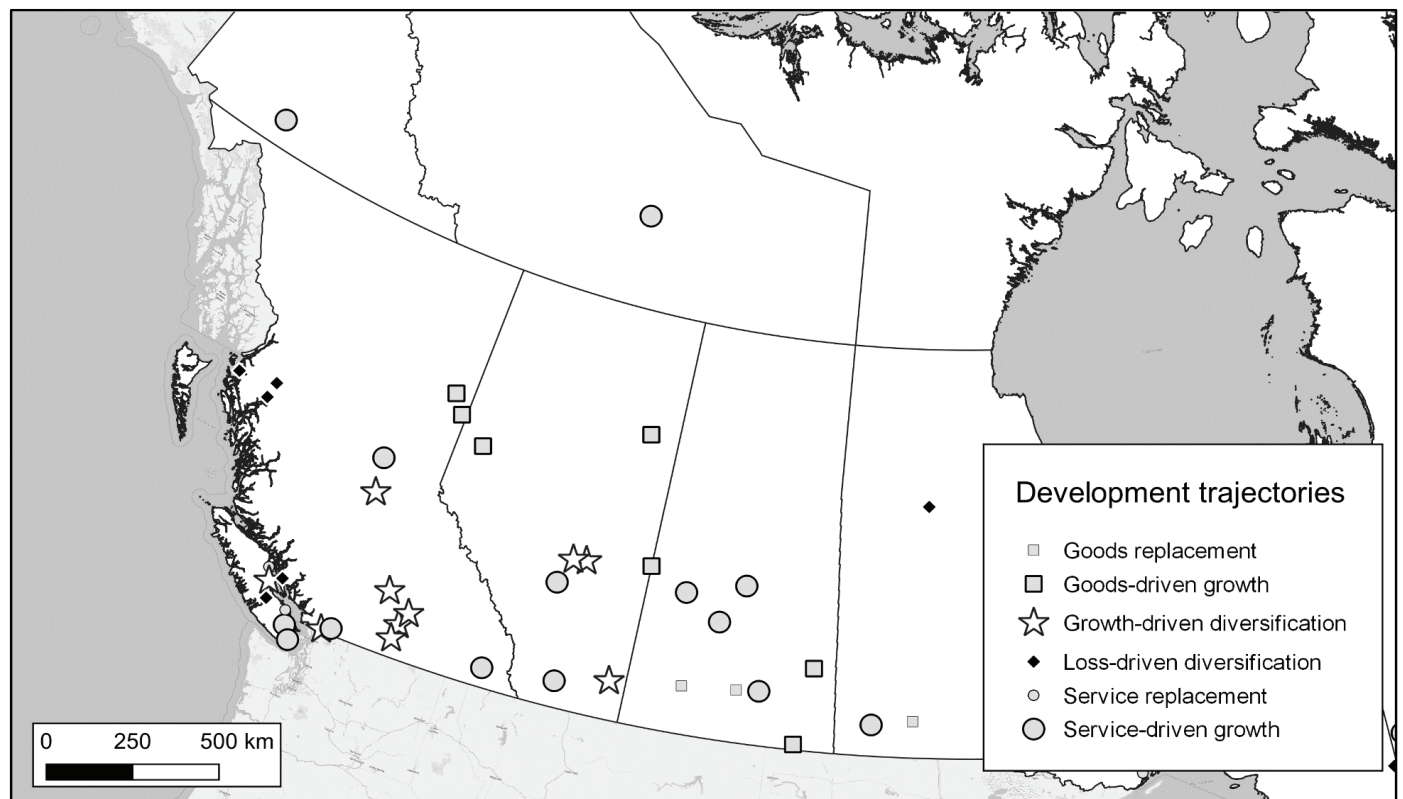 Development trajectories
Goods replacement
Goods-driven growth
Growth-driven diversification
Loss-driven diversification
Service replacement
Service-driven growth
0 250 500 km